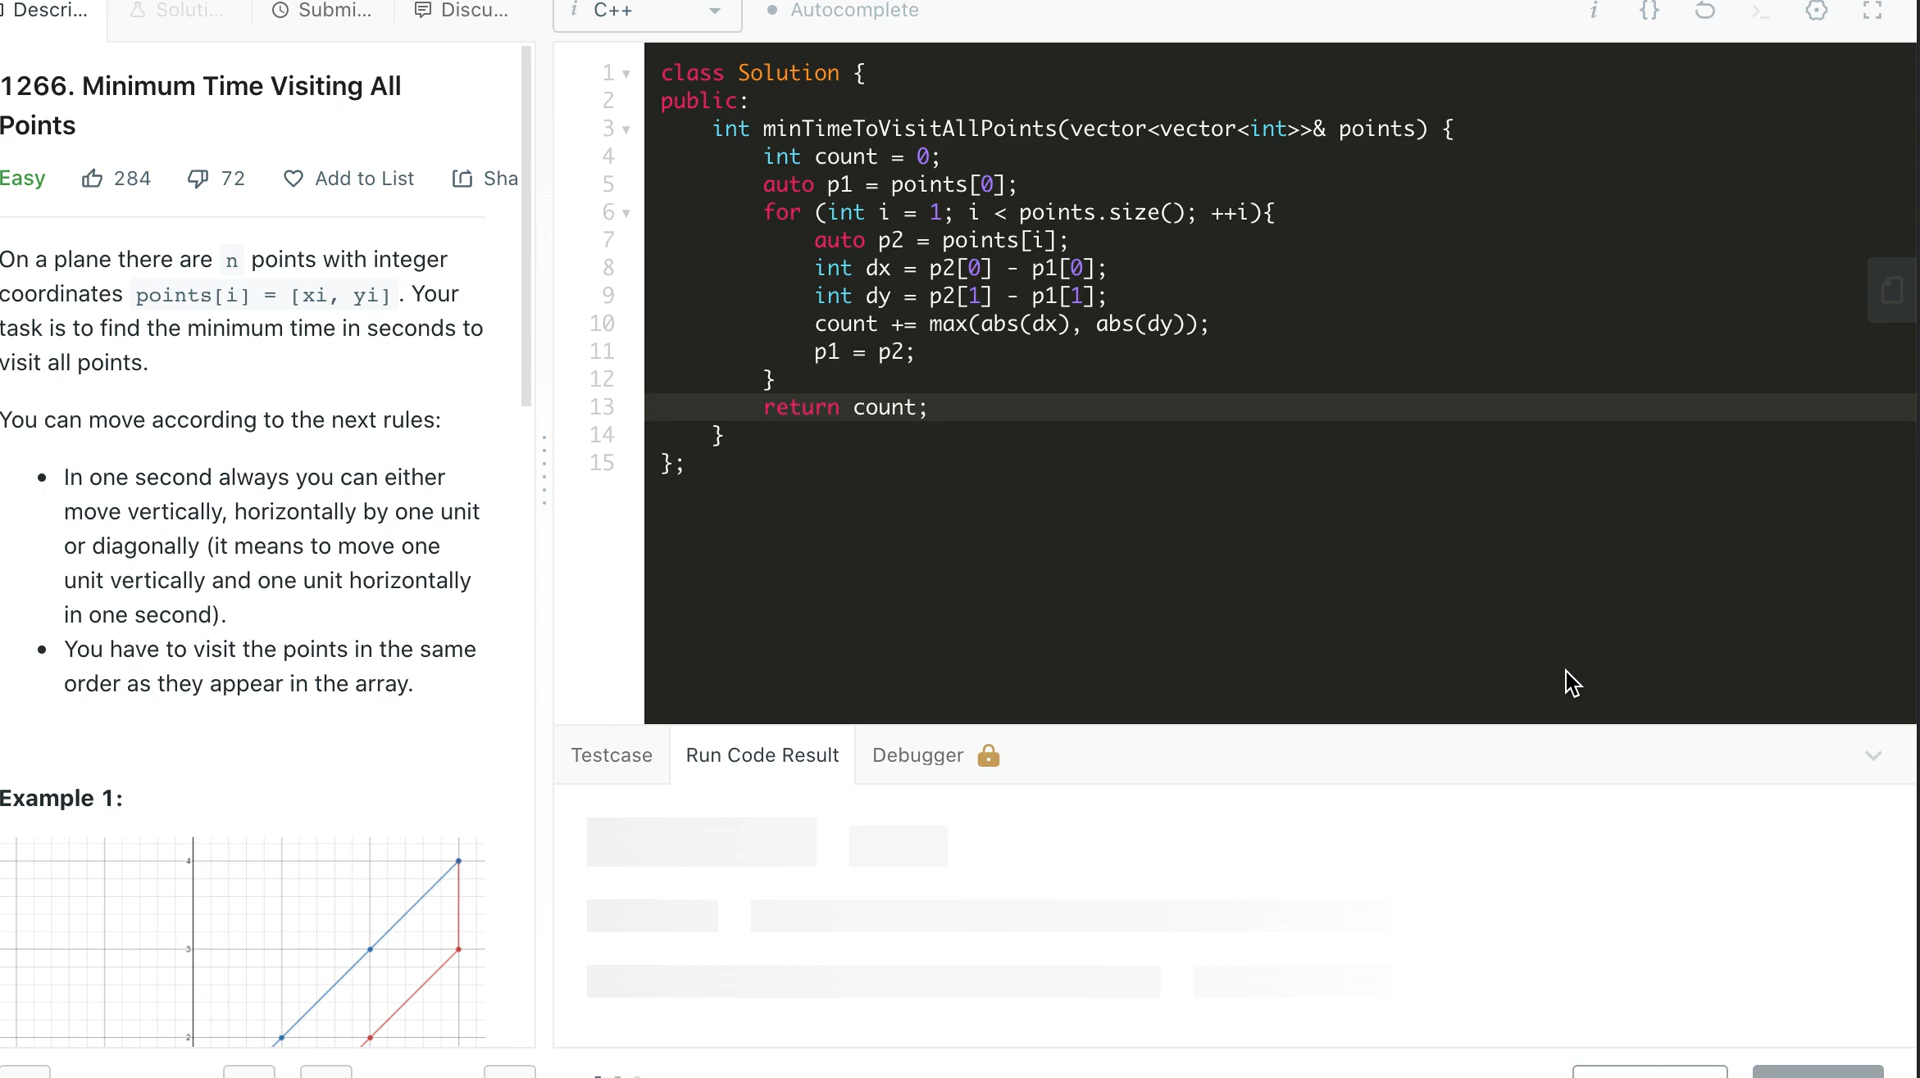 Descri...
Soluti...
Submi...
Discu...
i C++
Autocomplete
1266. Minimum Time Visiting All
Points
Easy
284
72
Add to List
Sha
On a plane there are n points with integer
coordinates points[i] = [xi, yi] . Your
task is to find the minimum time in seconds to
visit all points.
You can move according to the next rules:
In one second always you can either
move vertically, horizontally by one unit
or diagonally (it means to move one
unit vertically and one unit horizontally
in one second).
You have to visit the points in the same
order as they appear in the array.
Example 1:
4
3
2
1 class Solution {
2 public:
3 int minTimeToVisitAllPoints(vector<vector<int>>& points) {
4 int count = 0;
5 auto p1 = points[0];
6 for (int i = 1; i < points.size(); ++i){
7 auto p2 = points[i];
8 int dx = p2[0] - p1[0];
9 int dy = p2[1] - p1[1];
10 count += max(abs(dx), abs(dy));
11 p1 = p2;
12 }
13 return count;
14 }
15 };
Testcase
Run Code Result
Debugger